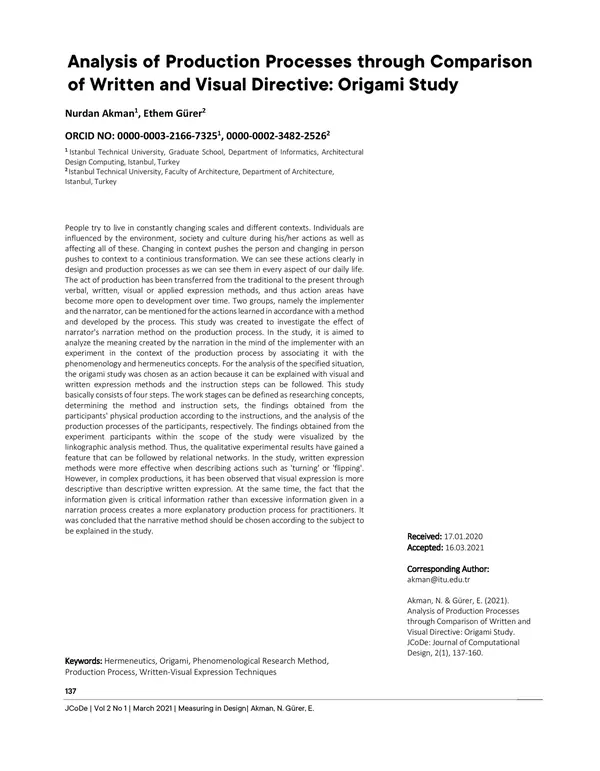 Analysis of Production Processes through Comparison
of Written and Visual Directive: Origami Study
Nurdan Akman¹, Ethem Gürer²
ORCID NO: 0000-0003-2166-7325¹, 0000-0002-3482-2526²
¹ Istanbul Technical University, Graduate School, Department of Informatics, Architectural
Design Computing, Istanbul, Turkey
² Istanbul Technical University, Faculty of Architecture, Department of Architecture,
Istanbul, Turkey
People try to live in constantly changing scales and different contexts. Individuals are
influenced by the environment, society and culture during his/her actions as well as
affecting all of these. Changing in context pushes the person and changing in person
pushes to context to a continious transformation. We can see these actions clearly in
design and production processes as we can see them in every aspect of our daily life.
The act of production has been transferred from the traditional to the present through
verbal, written, visual or applied expression methods, and thus action areas have
become more open to development over time. Two groups, namely the implementer
and the narrator, can be mentioned for the actions learned in accordance with a method
and developed by the process. This study was created to investigate the effect of
narrator's narration method on the production process. In the study, it is aimed to
analyze the meaning created by the narration in the mind of the implementer with an
experiment in the context of the production process by associating it with the
phenomenology and hermeneutics concepts. For the analysis of the specified situation,
the origami study was chosen as an action because it can be explained with visual and
written expression methods and the instruction steps can be followed. This study
basically consists of four steps. The work stages can be defined as researching concepts,
determining the method and instruction sets, the findings obtained from the
participants' physical production according to the instructions, and the analysis of the
production processes of the participants, respectively. The findings obtained from the
experiment participants within the scope of the study were visualized by the
linkographic analysis method. Thus, the qualitative experimental results have gained a
feature that can be followed by relational networks. In the study, written expression
methods were more effective when describing actions such as 'turning' or 'flipping'.
However, in complex productions, it has been observed that visual expression is more
descriptive than descriptive written expression. At the same time, the fact that the
information given is critical information rather than excessive information given in a
narration process creates a more explanatory production process for practitioners. It
was concluded that the narrative method should be chosen according to the subject to
be explained in the study.
Received: 17.01.2020
Accepted: 16.03.2021
Corresponding Author:
akman@itu.edu.tr
Akman, N. & Gürer, E. (2021).
Analysis of Production Processes
through Comparison of Written and
Visual Directive: Origami Study.
JCoDe: Journal of Computational
Design, 2(1), 137-160.
Keywords: Hermeneutics, Origami, Phenomenological Research Method,
Production Process, Written-Visual Expression Techniques
137
JCoDe | Vol 2 No 1 | March 2021 | Measuring in Design| Akman, N. Gürer, E.